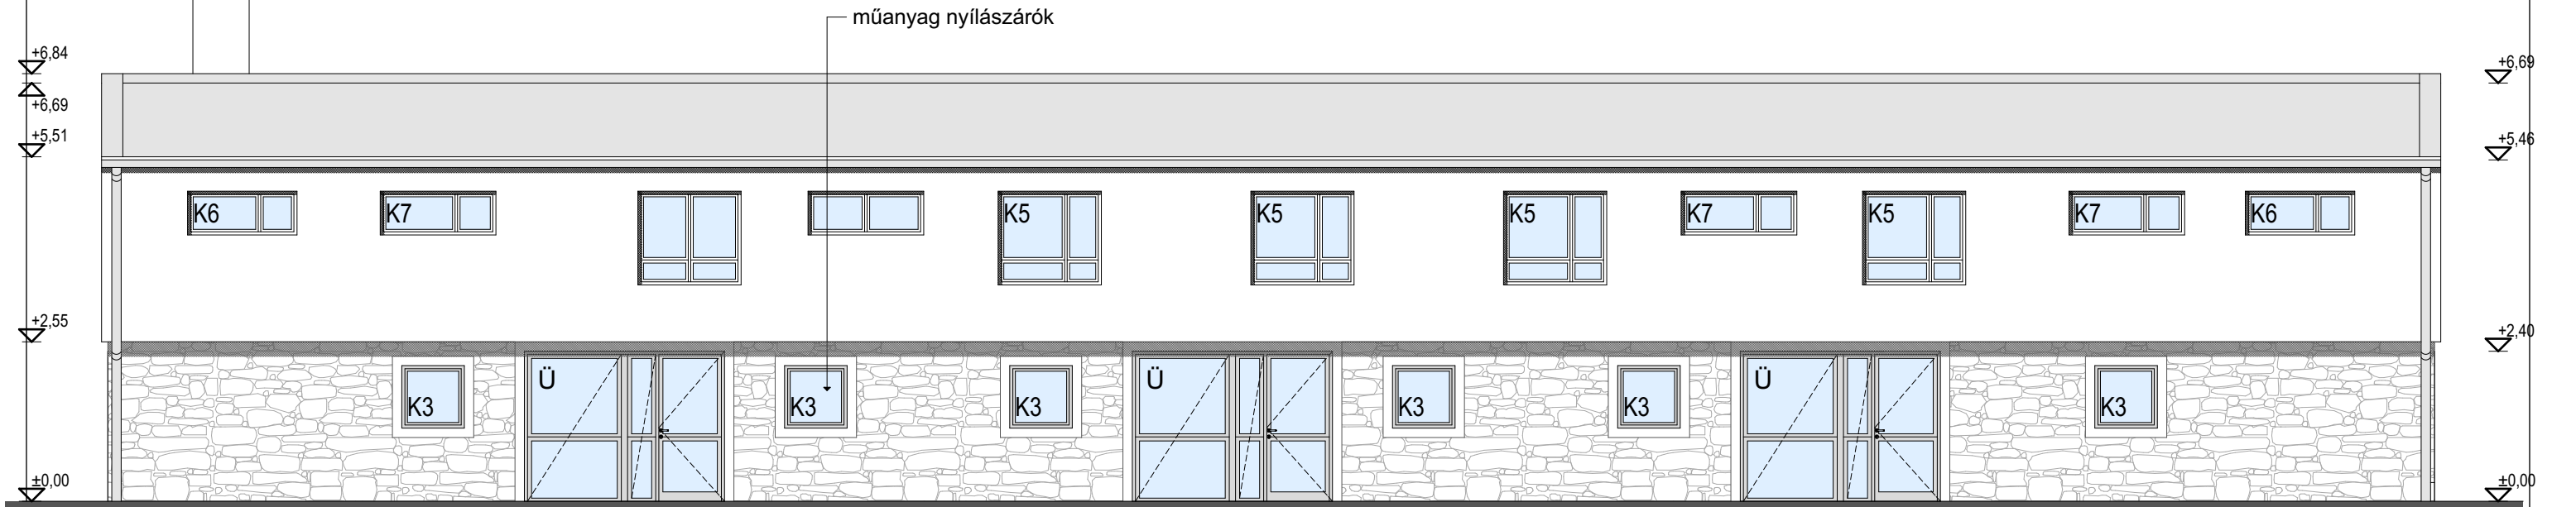 műanyag nyílászárók
+6,84
+6,69
+6,69
+5,51
+5,46
K6
K7
K5
K5
K5
K7
K5
K7
K6
+2,55
+2,40
Ü
Ü
Ü
K3
K3
K3
K3
K3
K3
±0,00
±0,00